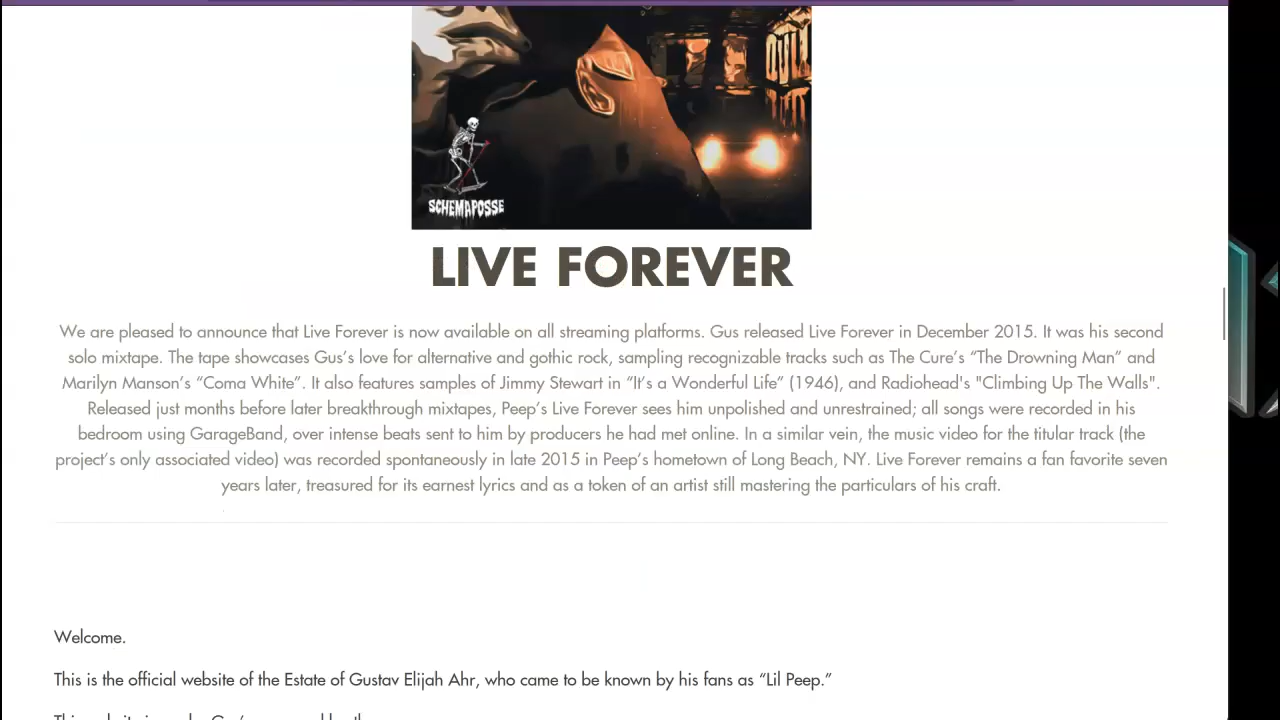 SCHEMAPOSSE
LIVE FOREVER
We are pleased to announce that Live Forever is now available on all streaming platforms. Gus released Live Forever in December 2015. It was his second
solo mixtape. The tape showcases Gus’s love for alternative and gothic rock, sampling recognizable tracks such as The Cure’s “The Drowning Man” and
Marilyn Manson’s “Coma White”. It also features samples of Jimmy Stewart in “It’s a Wonderful Life” (1946), and Radiohead's "Climbing Up The Walls".
Released just months before later breakthrough mixtapes, Peep’s Live Forever sees him unpolished and unrestrained; all songs were recorded in his
bedroom using GarageBand, over intense beats sent to him by producers he had met online. In a similar vein, the music video for the titular track (the
project’s only associated video) was recorded spontaneously in late 2015 in Peep’s hometown of Long Beach, NY. Live Forever remains a fan favorite seven
years later, treasured for its earnest lyrics and as a token of an artist still mastering the particulars of his craft.
Welcome.
This is the official website of the Estate of Gustav Elijah Ahr, who came to be known by his fans as “Lil Peep.”